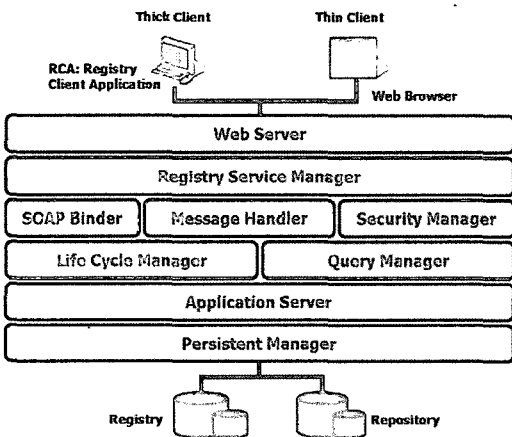 Thick Client
Thin Client
RCA: Registry
Client Application
Web Browser
Web Server
Registry Service Manager
SOAP Binder
Message Handler
Security Manager
Life Cycle Manager
Query Manager
Application Server
Persistent Manager
Registry
Repository